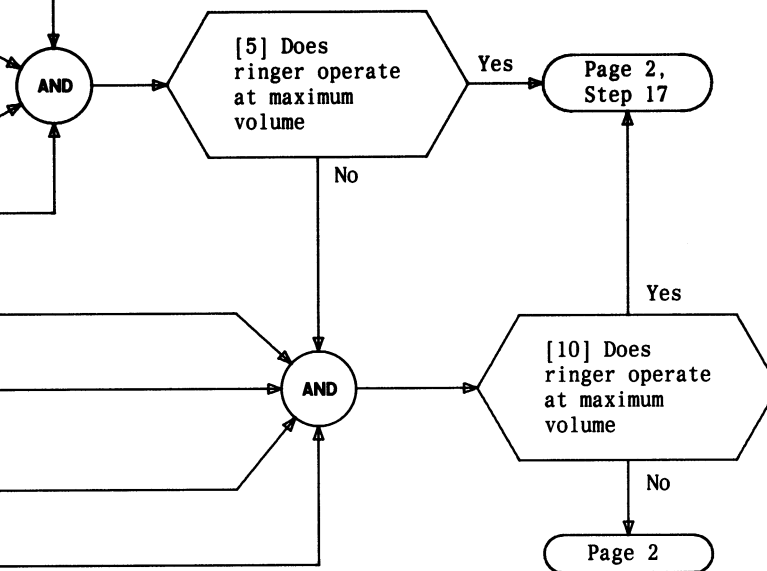 AND
[5] Does
ringer operate
at maximum
volume
Yes
Page 2,
Step 17
No
AND
Yes
[10] Does
ringer operate
at maximum
volume
No
Page 2